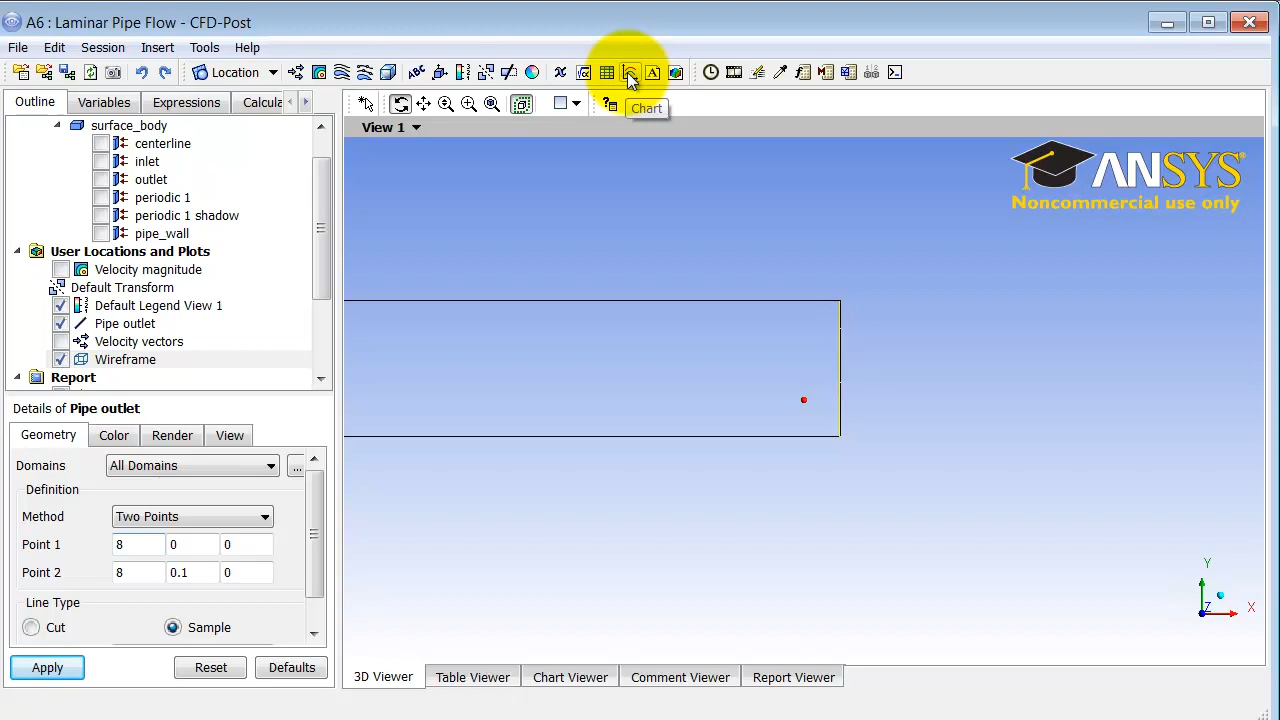 A6 : Laminar Pipe Flow - CFD-Post
File Edit Session Insert Tools Help
Location
Chart
Outline Variables Expressions Calcula
View 1
surface_body
centerline
inlet
outlet
periodic 1
periodic 1 shadow
pipe_wall
User Locations and Plots
Velocity magnitude
Default Transform
Default Legend View 1
Pipe outlet
Velocity vectors
Wireframe
Report
ANSYS
Noncommercial use only
Details of Pipe outlet
Geometry Color Render View
Domains All Domains ...
Definition
Method Two Points
Point 1 8 0 0
Point 2 8 0.1 0
Line Type
Cut Sample
Apply Reset Defaults
Y
Z X
3D Viewer Table Viewer Chart Viewer Comment Viewer Report Viewer